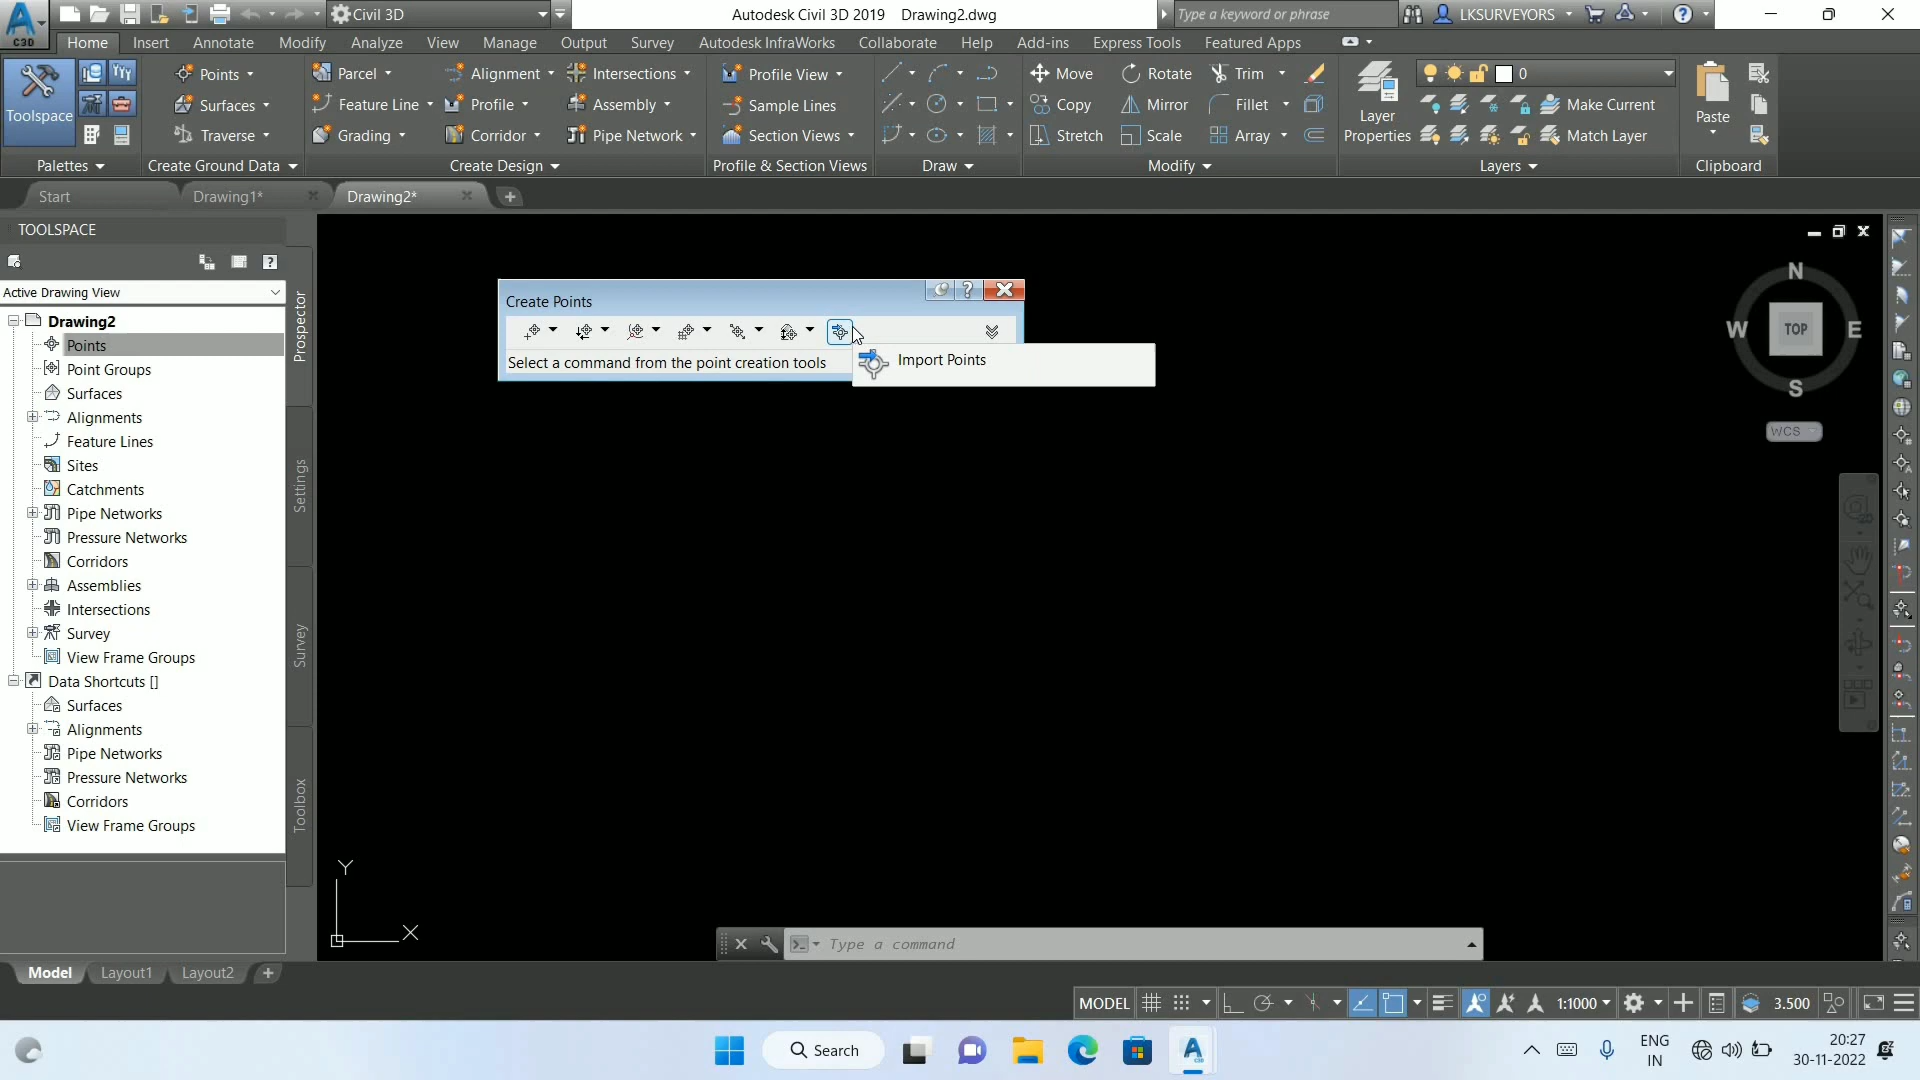 C3D
Civil 3D
Autodesk Civil 3D 2019 Drawing2.dwg
Type a keyword or phrase
LKSURVEYORS
Home Insert Annotate Modify Analyze View Manage Output Survey Autodesk InfraWorks Collaborate Help Add-ins Express Tools Featured Apps
Toolspace
Points
Surfaces
Traverse
Parcel
Feature Line
Grading
Alignment
Profile
Corridor
Intersections
Assembly
Pipe Network
Profile View
Sample Lines
Section Views
Move
Copy
Stretch
Rotate
Mirror
Scale
Trim
Fillet
Array
Layer
Properties
0
Make Current
Match Layer
Paste
Palettes
Create Ground Data
Create Design
Profile & Section Views
Draw
Modify
Layers
Clipboard
Start
Drawing1*
Drawing2*
TOOLSPACE
Active Drawing View
Drawing2
Points
Point Groups
Surfaces
Alignments
Feature Lines
Sites
Catchments
Pipe Networks
Pressure Networks
Corridors
Assemblies
Intersections
Survey
View Frame Groups
Data Shortcuts []
Surfaces
Alignments
Pipe Networks
Pressure Networks
Corridors
View Frame Groups
Prospector
Settings
Survey
Toolbox
Create Points
Select a command from the point creation tools
Import Points
N
W
TOP
E
S
WCS
Y
X
Type a command
Model
Layout1
Layout2
MODEL
1:1000
3.500
Search
ENG
IN
20:27
30-11-2022